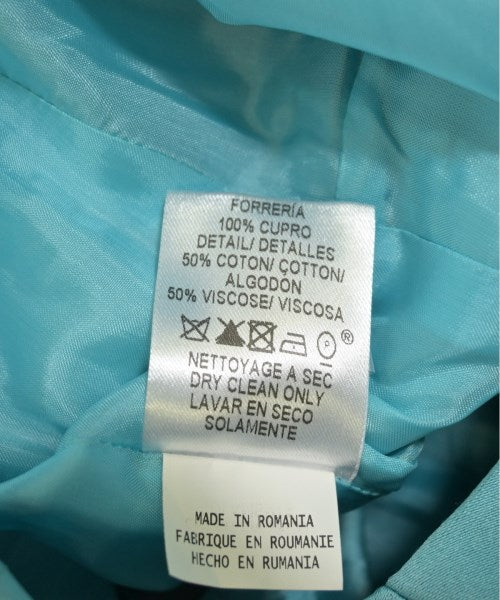 FORRERÍA
100% CUPRO
DETAIL/ DETALLES
50% COTON/ COTTON/
ALGODÓN
50% VISCOSE/ VISCOSA
P ®
NETTOYAGE A SEC
DRY CLEAN ONLY
LAVAR EN SECO
SOLAMENTE
MADE IN ROMANIA
FABRIQUE EN ROUMANIE
HECHO EN RUMANIA